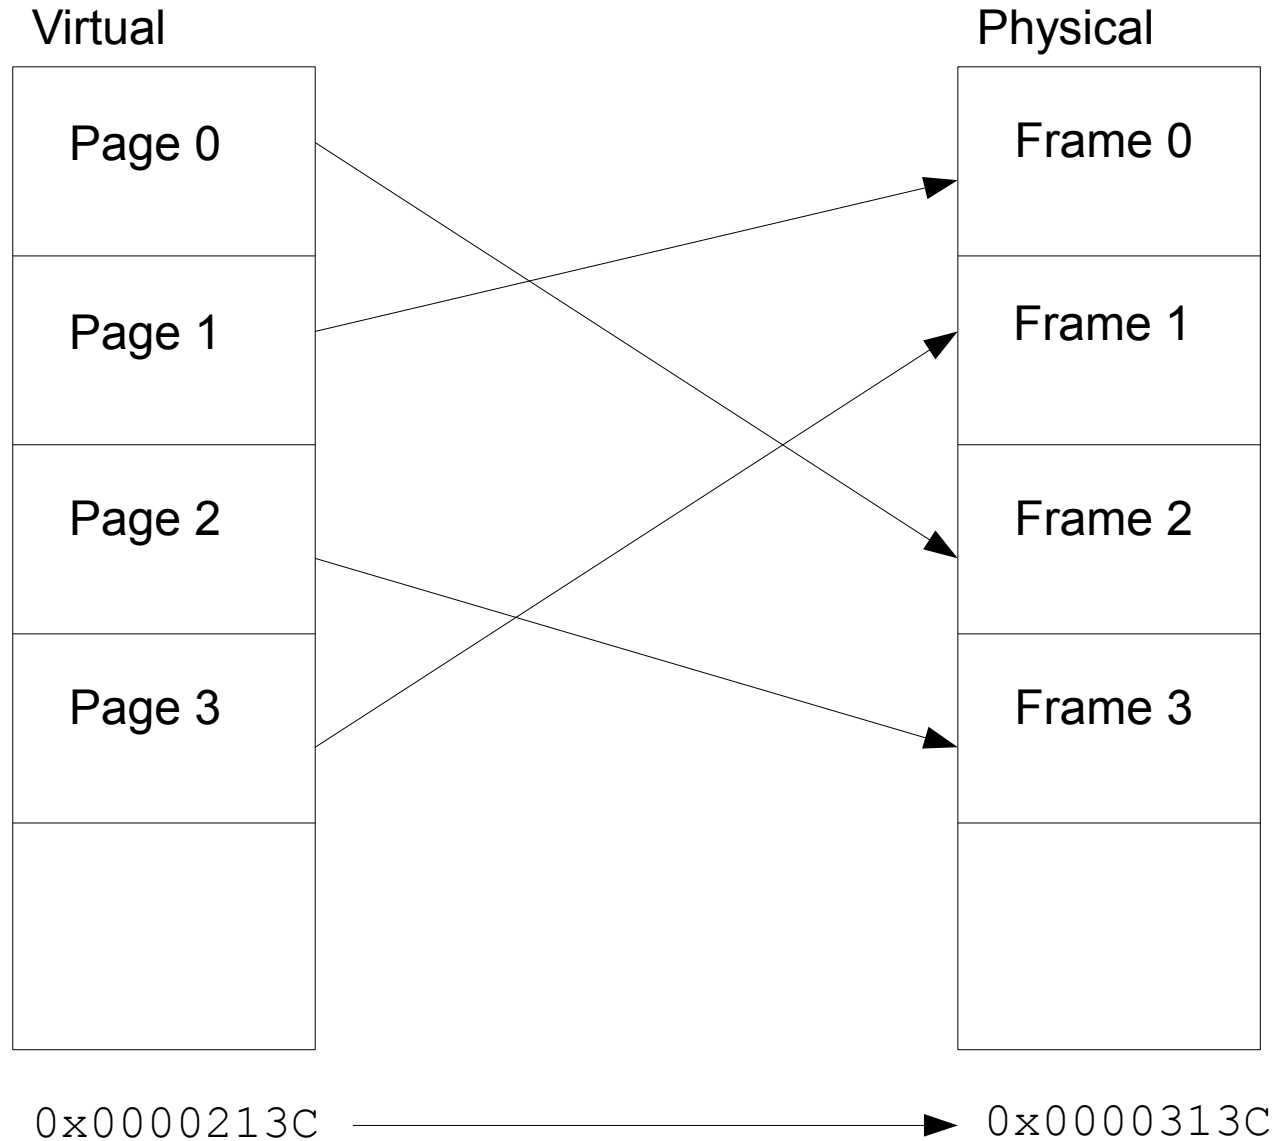 Virtual
Physical
Page 0
Frame 0
Page 1
Frame 1
Page 2
Frame 2
Page 3
Frame 3
0x0000213C
0x0000313C